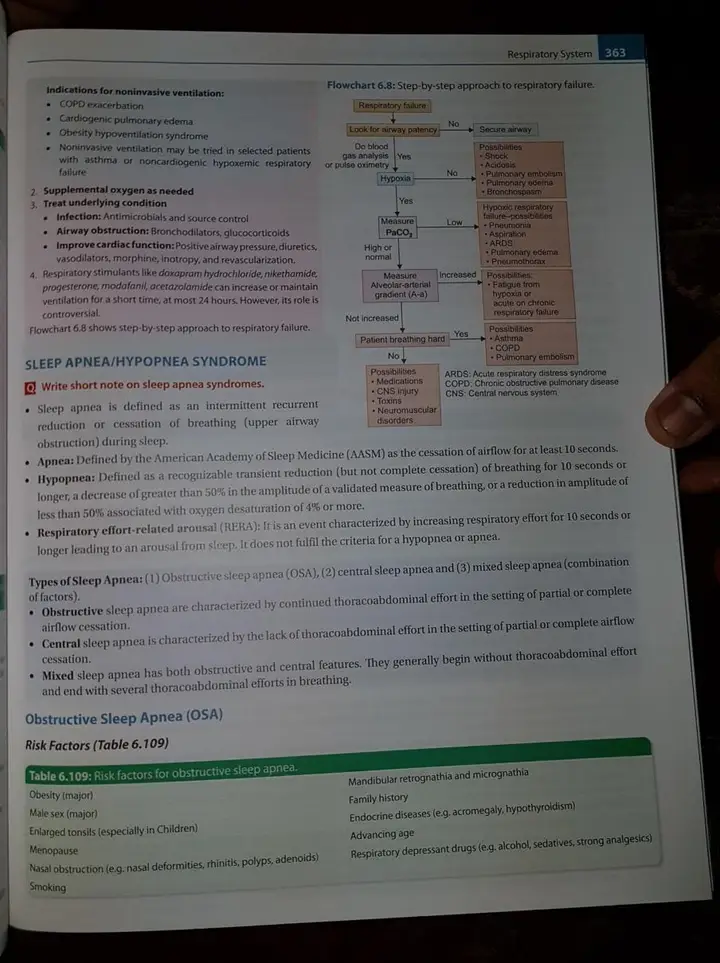 Respiratory System 363
Indications for noninvasive ventilation:
• COPD exacerbation
• Cardiogenic pulmonary edema
• Obesity hypoventilation syndrome
• Noninvasive ventilation may be tried in selected patients
with asthma or noncardiogenic hypoxemic respiratory
failure
2. Supplemental oxygen as needed
3. Treat underlying condition
• Infection: Antimicrobials and source control
• Airway obstruction: Bronchodilators, glucocorticoids
• Improve cardiac function: Positive airway pressure, diuretics,
vasodilators, morphine, inotropy, and revascularization.
4. Respiratory stimulants like doxapram hydrochloride, nikethamide,
progesterone, modafanil, acetazolamide can increase or maintain
ventilation for a short time, at most 24 hours. However, its role is
controversial.
Flowchart 6.8 shows step-by-step approach to respiratory failure.
Flowchart 6.8: Step-by-step approach to respiratory failure.
Respiratory failure
Look for airway patency
No
Secure airway
Do blood
gas analysis
or pulse oximetry
Yes
Hypoxia
No
Possibilities
• Shock
• Acidosis
• Pulmonary embolism
• Pulmonary edema
• Bronchospasm
Yes
Measure
PaCO2
Low
Hypoxic respiratory
failure–possibilities
• Pneumonia
• Aspiration
• ARDS
• Pulmonary edema
• Pneumothorax
High or
normal
Measure
Alveolar-arterial
gradient (A-a)
Increased
Possibilities:
• Fatigue from
hypoxia or
acute on chronic
respiratory failure
Not increased
Patient breathing hard
Yes
Possibilities
• Asthma
• COPD
• Pulmonary embolism
No
Possibilities
• Medications
• CNS injury
• Toxins
• Neuromuscular
disorders
ARDS: Acute respiratory distress syndrome
COPD: Chronic obstructive pulmonary disease
CNS: Central nervous system
SLEEP APNEA/HYPOPNEA SYNDROME
Q Write short note on sleep apnea syndromes.
• Sleep apnea is defined as an intermittent recurrent
reduction or cessation of breathing (upper airway
obstruction) during sleep.
• Apnea: Defined by the American Academy of Sleep Medicine (AASM) as the cessation of airflow for at least 10 seconds.
• Hypopnea: Defined as a recognizable transient reduction (but not complete cessation) of breathing for 10 seconds or
longer, a decrease of greater than 50% in the amplitude of a validated measure of breathing, or a reduction in amplitude of
less than 50% associated with oxygen desaturation of 4% or more.
• Respiratory effort-related arousal (RERA): It is an event characterized by increasing respiratory effort for 10 seconds or
longer leading to an arousal from sleep. It does not fulfil the criteria for a hypopnea or apnea.
Types of Sleep Apnea: (1) Obstructive sleep apnea (OSA), (2) central sleep apnea and (3) mixed sleep apnea (combination
of factors).
• Obstructive sleep apnea are characterized by continued thoracoabdominal effort in the setting of partial or complete
airflow cessation.
• Central sleep apnea is characterized by the lack of thoracoabdominal effort in the setting of partial or complete airflow
cessation.
• Mixed sleep apnea has both obstructive and central features. They generally begin without thoracoabdominal effort
and end with several thoracoabdominal efforts in breathing.
Obstructive Sleep Apnea (OSA)
Risk Factors (Table 6.109)
Table 6.109: Risk factors for obstructive sleep apnea.
Obesity (major)
Male sex (major)
Enlarged tonsils (especially in Children)
Menopause
Nasal obstruction (e.g. nasal deformities, rhinitis, polyps, adenoids)
Smoking
Mandibular retrognathia and micrognathia
Family history
Endocrine diseases (e.g. acromegaly, hypothyroidism)
Advancing age
Respiratory depressant drugs (e.g. alcohol, sedatives, strong analgesics)